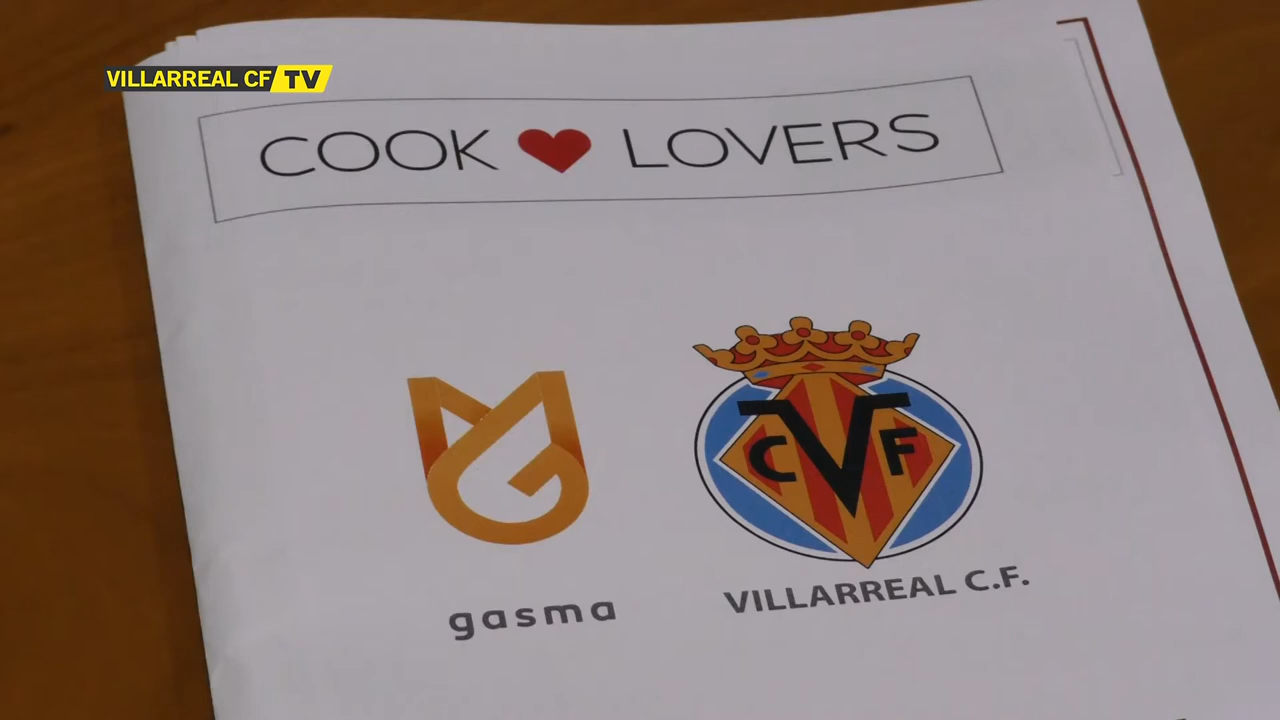 VILLARREAL CF TV
COOK ❤ LOVERS
CVF
gasma
VILLARREAL C.F.